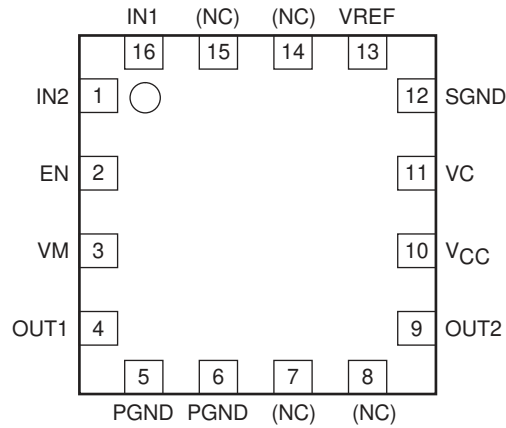 IN1 (NC) (NC) VREF
16 15 14 13
IN2 1 12 SGND
EN 2 11 VC
VM 3 10 VCC
OUT1 4 9 OUT2
5 6 7 8
PGND PGND (NC) (NC)